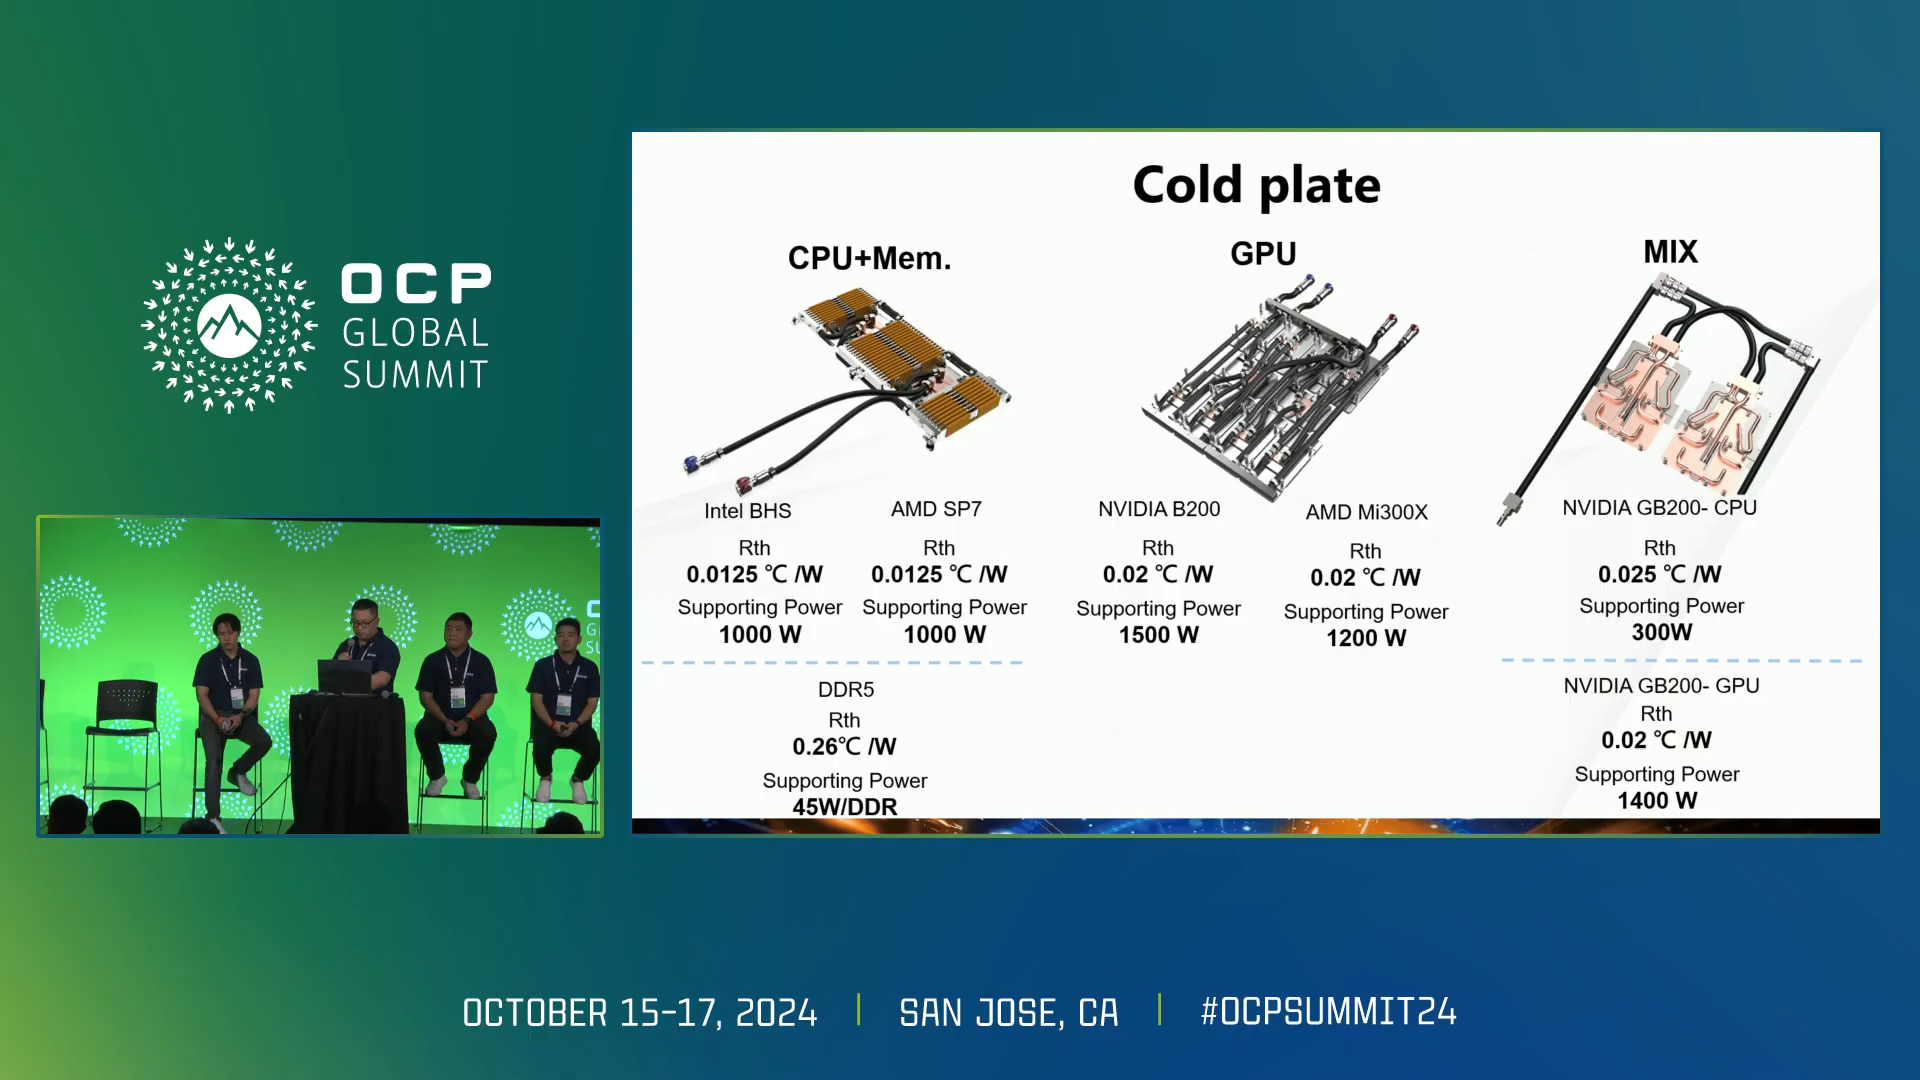 OCP
GLOBAL
SUMMIT
Cold plate
CPU+Mem.
GPU
MIX
Intel BHS
Rth
0.0125 ℃ /W
Supporting Power
1000 W
AMD SP7
Rth
0.0125 ℃ /W
Supporting Power
1000 W
DDR5
Rth
0.26℃ /W
Supporting Power
45W/DDR
NVIDIA B200
Rth
0.02 ℃ /W
Supporting Power
1500 W
AMD Mi300X
Rth
0.02 ℃ /W
Supporting Power
1200 W
NVIDIA GB200- CPU
Rth
0.025 ℃ /W
Supporting Power
300W
NVIDIA GB200- GPU
Rth
0.02 ℃ /W
Supporting Power
1400 W
OCTOBER 15-17, 2024 | SAN JOSE, CA | #OCPSUMMIT24